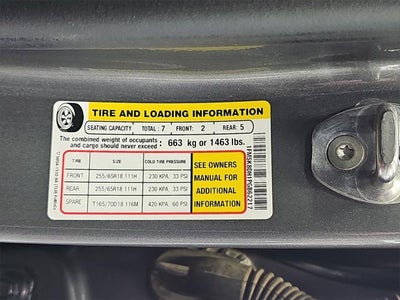 TIRE AND LOADING INFORMATION
SEATING CAPACITY TOTAL: 7 FRONT: 2 REAR: 5
The combined weight of occupants
and cargo should never exceed : 663 kg or 1463 lbs.
TIRE SIZE COLD TIRE PRESSURE
FRONT 255/65R18 111H 230 KPA, 33 PSI
REAR 255/65R18 111H 230 KPA, 33 PSI
SPARE T165/70D18 116M 420 KPA, 60 PSI
SEE OWNERS
MANUAL FOR
ADDITIONAL
INFORMATION